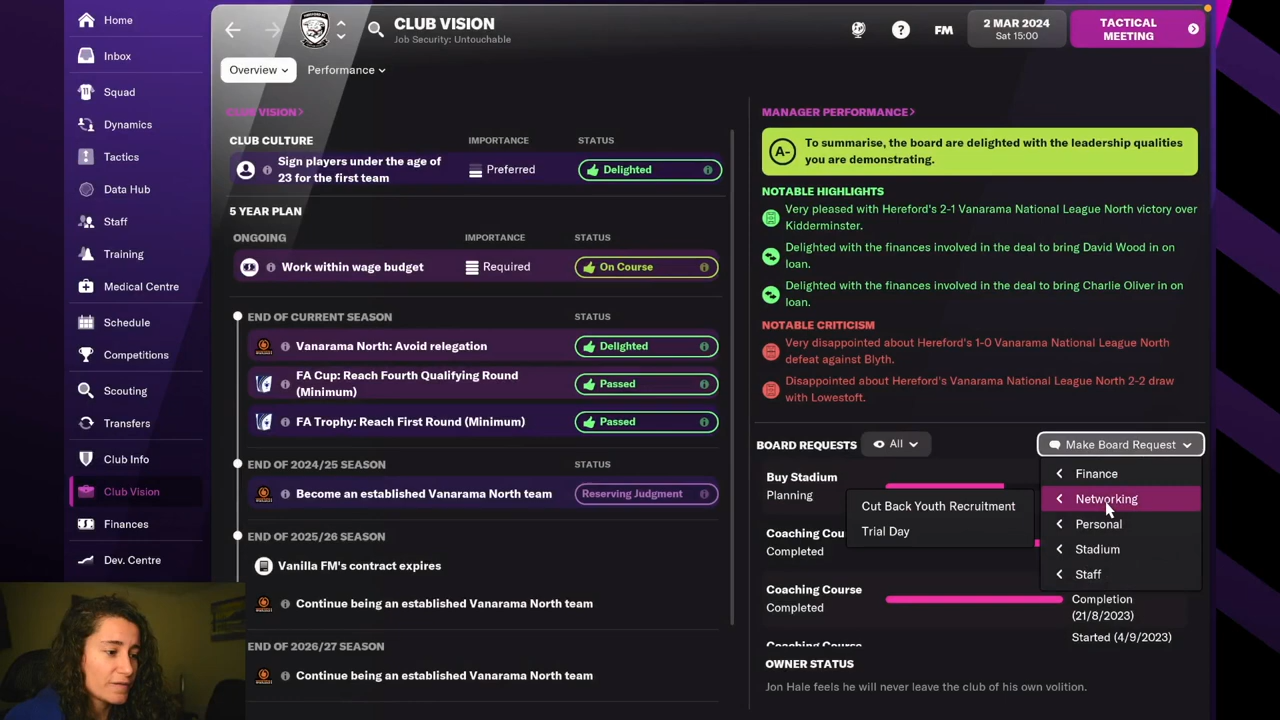 Home
Inbox
Squad
Dynamics
Tactics
Data Hub
Staff
Training
Medical Centre
Schedule
Competitions
Scouting
Transfers
Club Info
Club Vision
Finances
Dev. Centre
CLUB VISION
Job Security: Untouchable
FM
2 MAR 2024
Sat 15:00
TACTICAL
MEETING
Overview
Performance
CLUB VISION
CLUB CULTURE
IMPORTANCE
STATUS
Sign players under the age of
23 for the first team
Preferred
Delighted
5 YEAR PLAN
ONGOING
IMPORTANCE
STATUS
Work within wage budget
Required
On Course
END OF CURRENT SEASON
STATUS
Vanarama North: Avoid relegation
Delighted
FA Cup: Reach Fourth Qualifying Round
(Minimum)
Passed
FA Trophy: Reach First Round (Minimum)
Passed
END OF 2024/25 SEASON
STATUS
Become an established Vanarama North team
Reserving Judgment
END OF 2025/26 SEASON
Vanilla FM's contract expires
Continue being an established Vanarama North team
END OF 2026/27 SEASON
Continue being an established Vanarama North team
MANAGER PERFORMANCE
A-
To summarise, the board are delighted with the leadership qualities
you are demonstrating.
NOTABLE HIGHLIGHTS
Very pleased with Hereford's 2-1 Vanarama National League North victory over
Kidderminster.
Delighted with the finances involved in the deal to bring David Wood in on
loan.
Delighted with the finances involved in the deal to bring Charlie Oliver in on
loan.
NOTABLE CRITICISM
Very disappointed about Hereford's 1-0 Vanarama National League North
defeat against Blyth.
Disappointed about Hereford's Vanarama National League North 2-2 draw
with Lowestoft.
BOARD REQUESTS
All
Make Board Request
Finance
Networking
Personal
Stadium
Staff
Cut Back Youth Recruitment
Trial Day
Buy Stadium
Planning
Coaching Cou
Completed
Coaching Course
Completed
Completion
(21/8/2023)
Started (4/9/2023)
OWNER STATUS
Jon Hale feels he will never leave the club of his own volition.